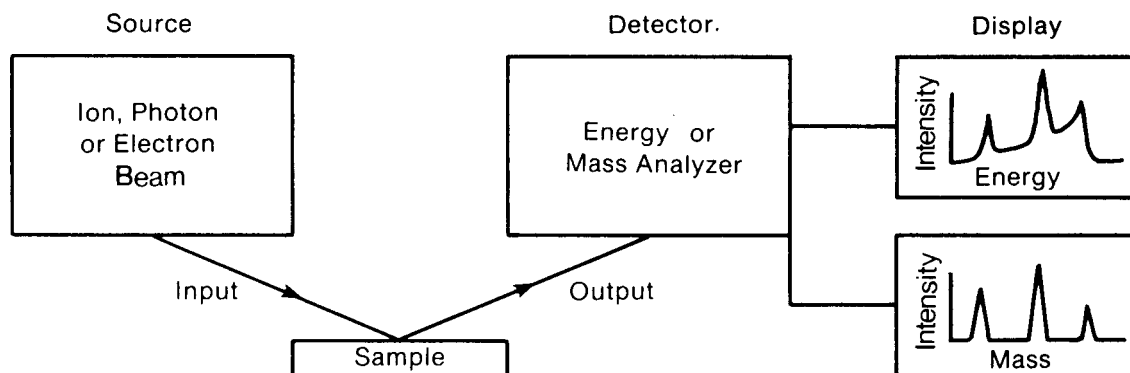 Source
Detector.
Display
Ion, Photon
or Electron
Beam
Energy or
Mass Analyzer
Intensity
Energy
Input
Output
Intensity
Mass
Sample